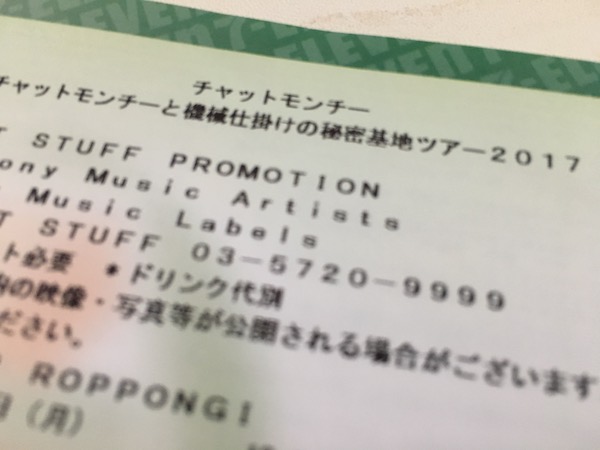 ELEVEN 7-ELEVEN
チャットモンチー
チャットモンチーと機械仕掛けの秘密基地ツアー2017
T STUFF PROMOTION
ony Music Artists
Music Labels
T STUFF 03-5720-9999
ト必要 *ドリンク代別
の映像・写真等が公開される場合がございます
ださい。
ROPPONGI
日(月)